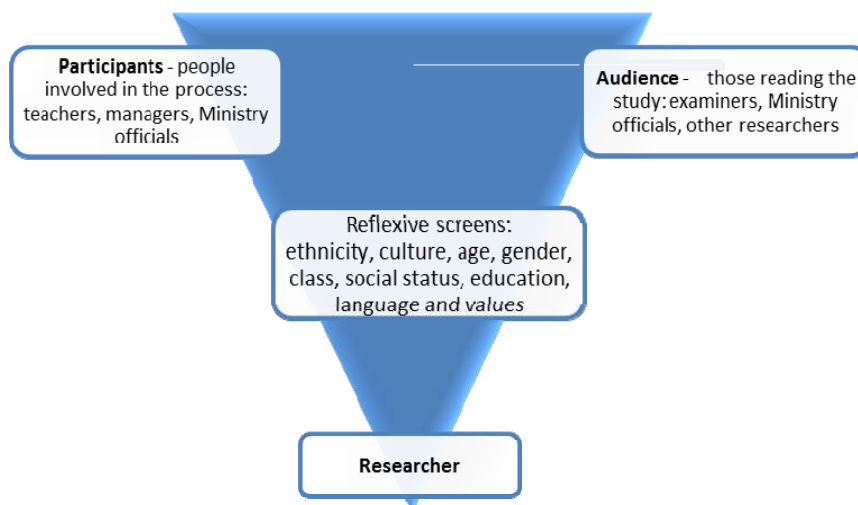 Participants - people
involved in the process:
teachers, managers, Ministry
officials
Audience - those reading the
study: examiners, Ministry
officials, other researchers
Reflexive screens:
ethnicity, culture, age, gender,
class, social status, education,
language and values
Researcher